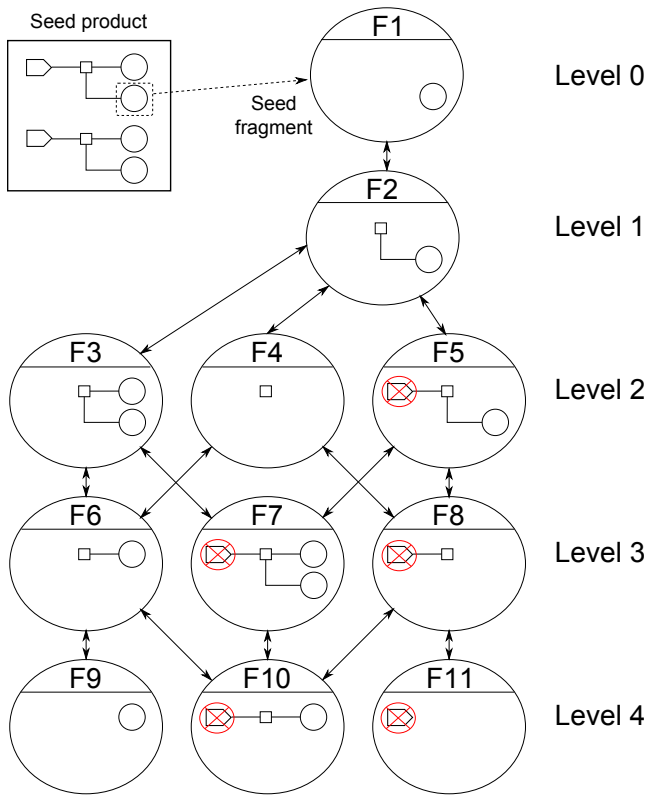 Seed product
F1
Level 0
Seed
fragment
F2
Level 1
F3
F4
F5
Level 2
F6
F7
F8
Level 3
F9
F10
F11
Level 4